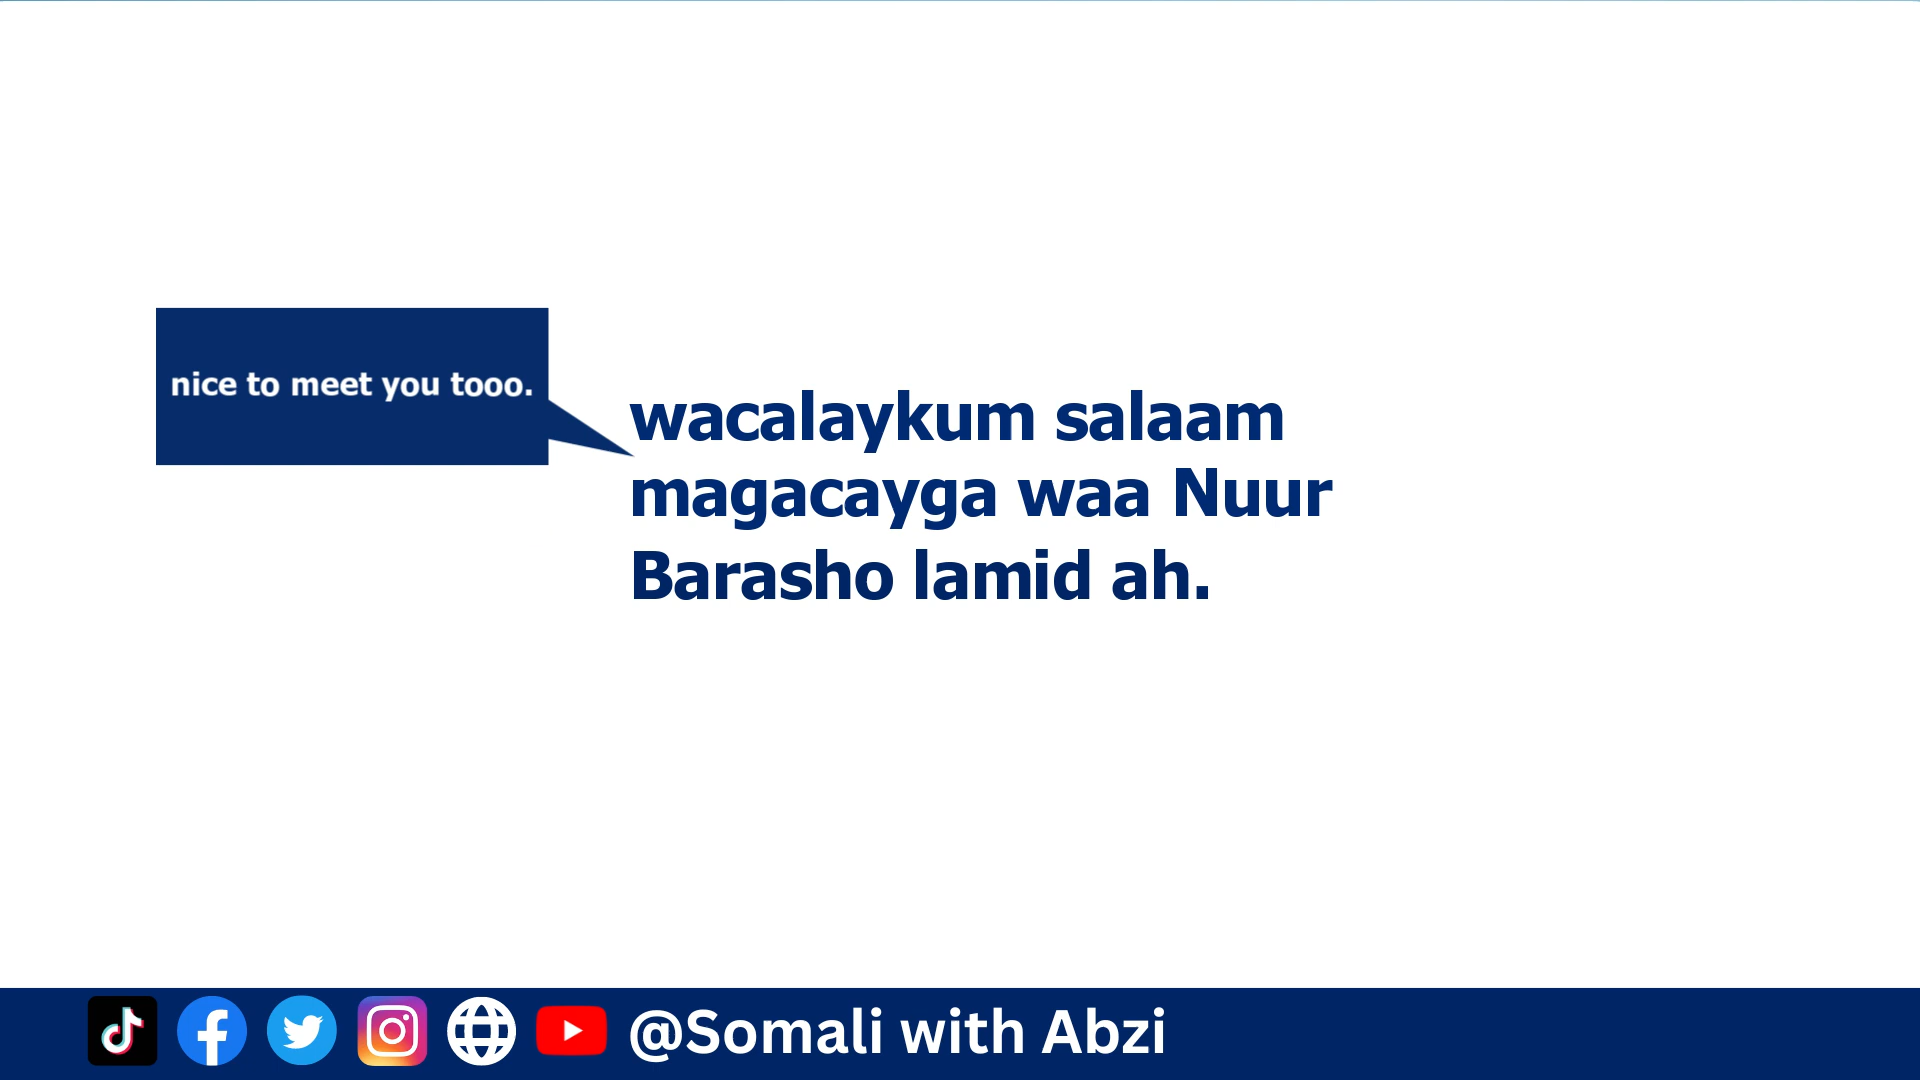 nice to meet you tooo.
wacalaykum salaam
magacayga waa Nuur
Barasho lamid ah.
@Somali with Abzi